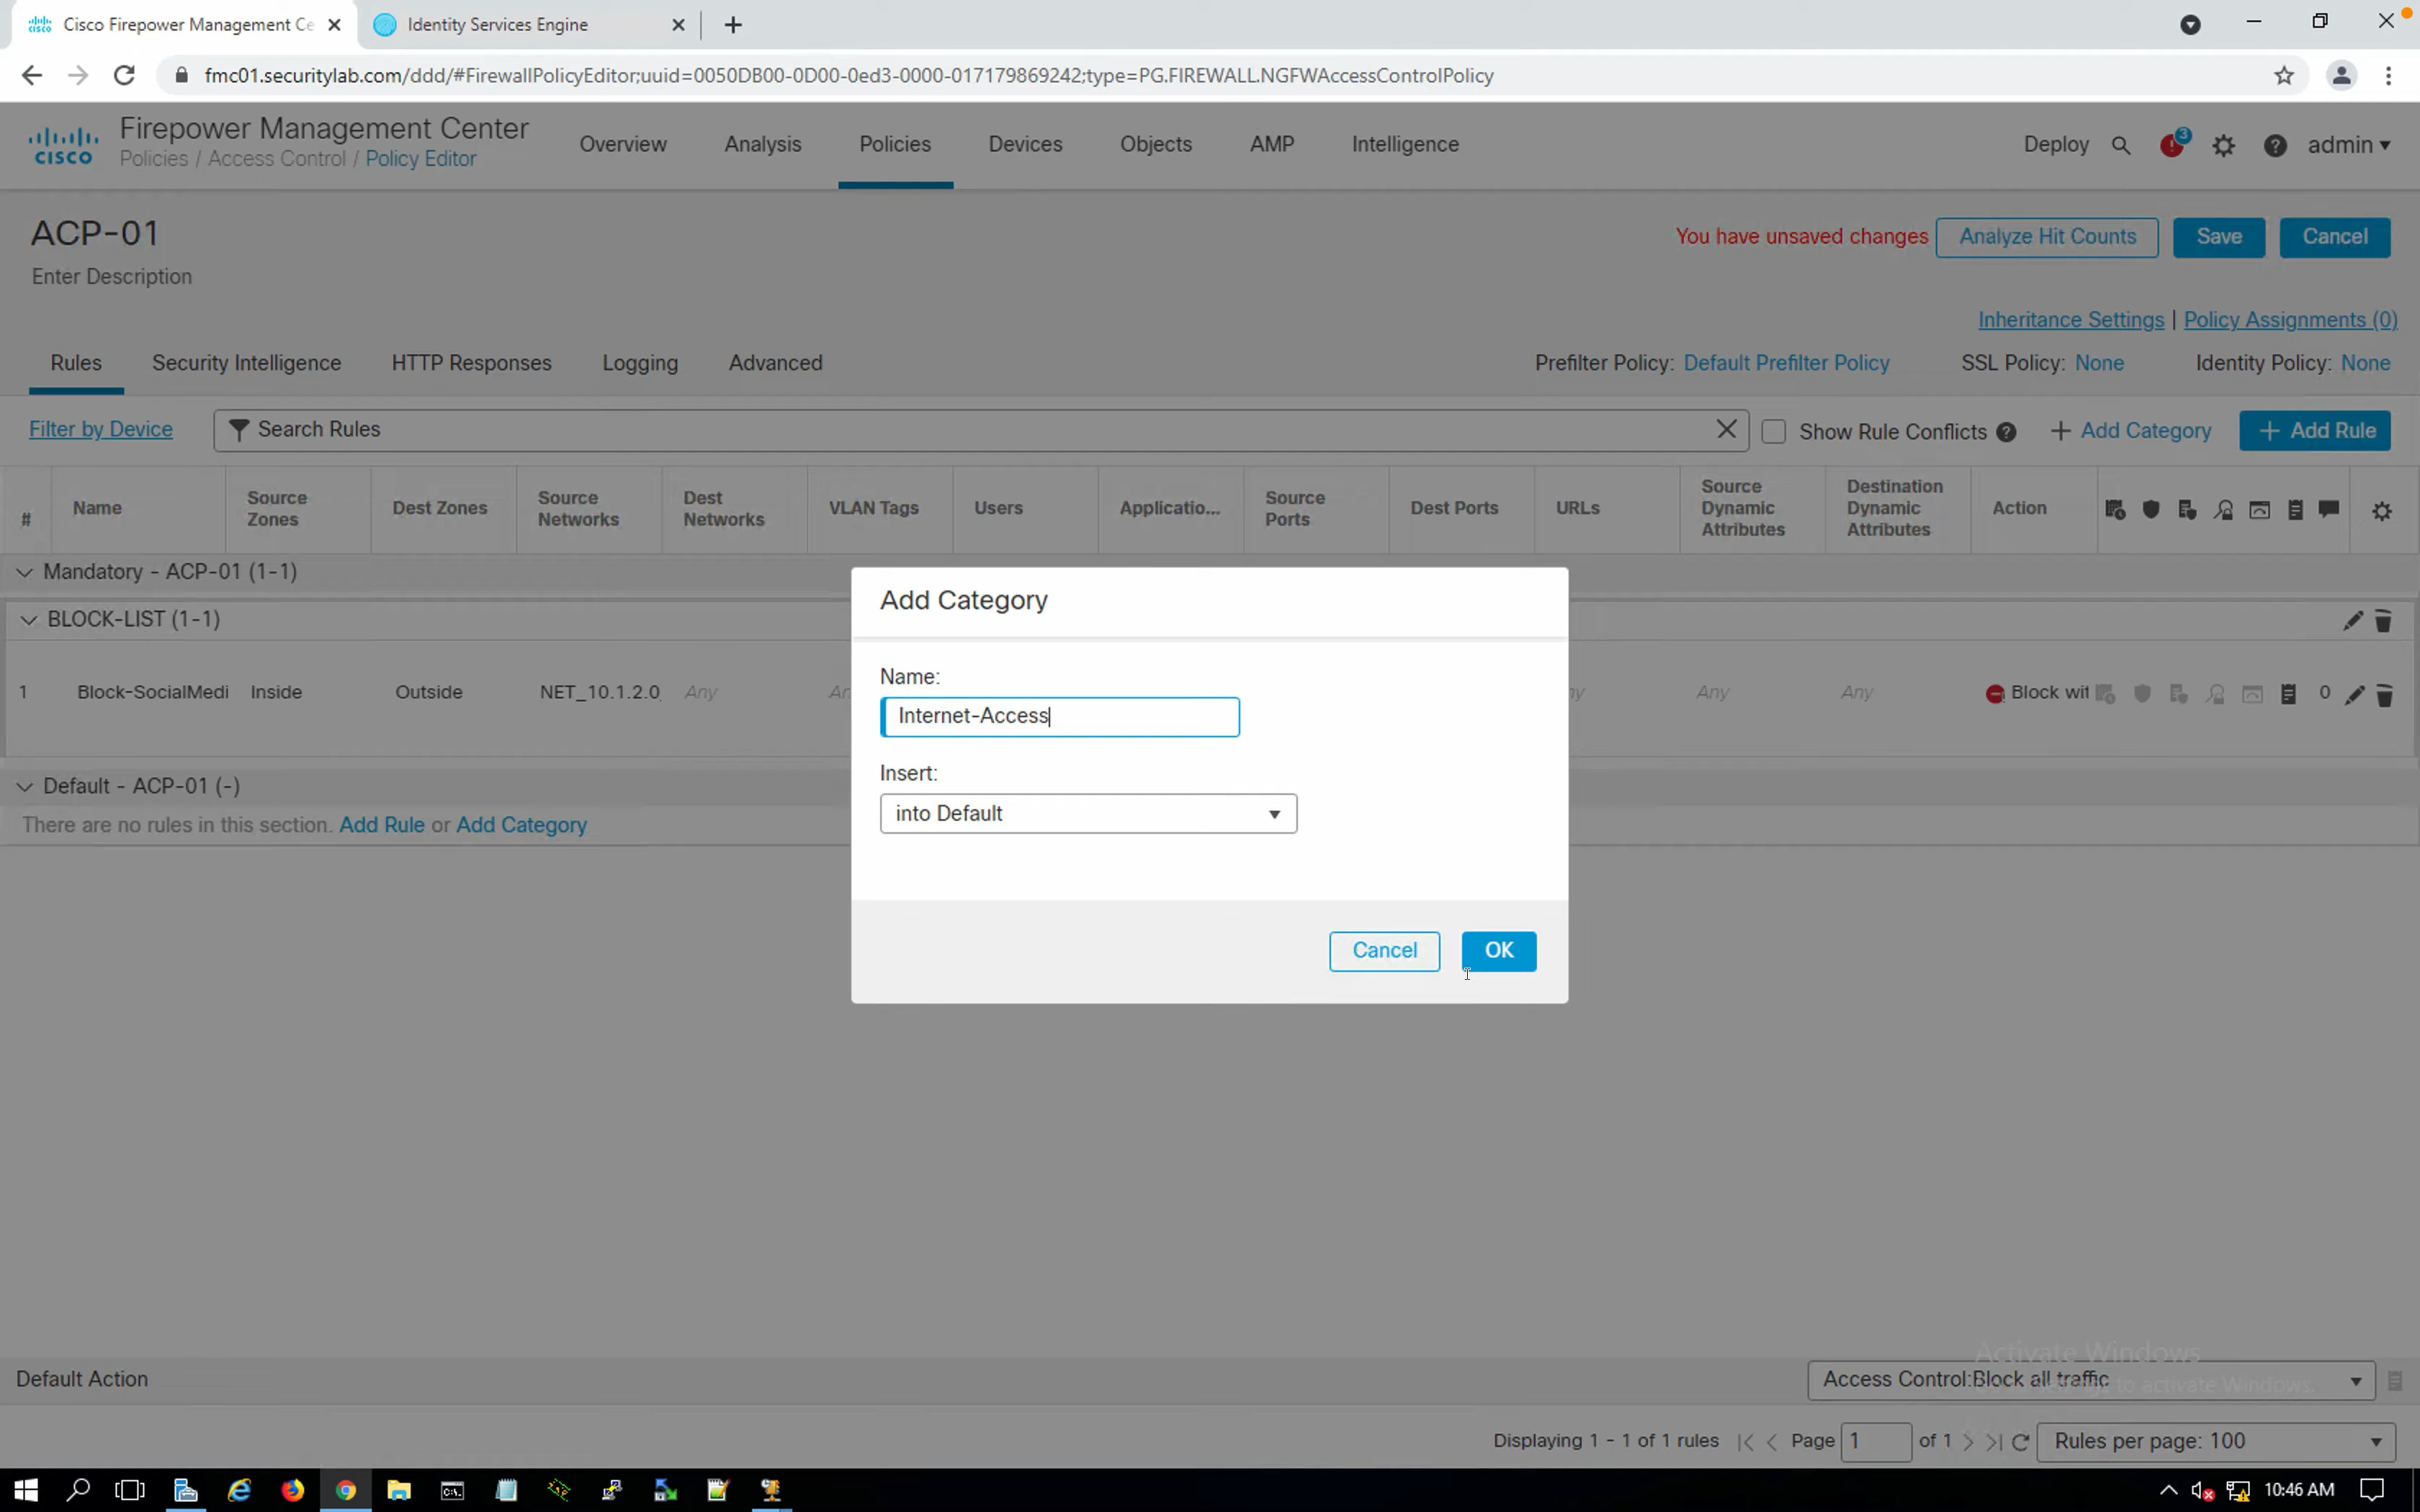 Cisco Firepower Management Ce
Identity Services Engine
fmc01.securitylab.com/ddd/#FirewallPolicyEditor;uuid=0050DB00-0D00-0ed3-0000-017179869242;type=PG.FIREWALL.NGFWAccessControlPolicy
CISCO
Firepower Management Center
Policies / Access Control / Policy Editor
Overview
Analysis
Policies
Devices
Objects
AMP
Intelligence
Deploy
3
admin
ACP-01
You have unsaved changes
Analyze Hit Counts
Save
Cancel
Enter Description
Inheritance Settings | Policy Assignments (0)
Rules
Security Intelligence
HTTP Responses
Logging
Advanced
Prefilter Policy: Default Prefilter Policy
SSL Policy: None
Identity Policy: None
Filter by Device
Search Rules
Show Rule Conflicts
+ Add Category
+ Add Rule
#
Name
Source Zones
Dest Zones
Source Networks
Dest Networks
VLAN Tags
Users
Applicatio...
Source Ports
Dest Ports
URLs
Source Dynamic Attributes
Destination Dynamic Attributes
Action
Mandatory - ACP-01 (1-1)
BLOCK-LIST (1-1)
1
Block-SocialMedi
Inside
Outside
NET_10.1.2.0
Any
Any
Any
Block wit
0
Default - ACP-01 (-)
There are no rules in this section. Add Rule or Add Category
Add Category
Name:
Internet-Access
Insert:
into Default
Cancel
OK
Default Action
Access Control:Block all traffic
Activate Windows
to activate Windows.
Displaying 1 - 1 of 1 rules
Page 1 of 1
Rules per page: 100
10:46 AM